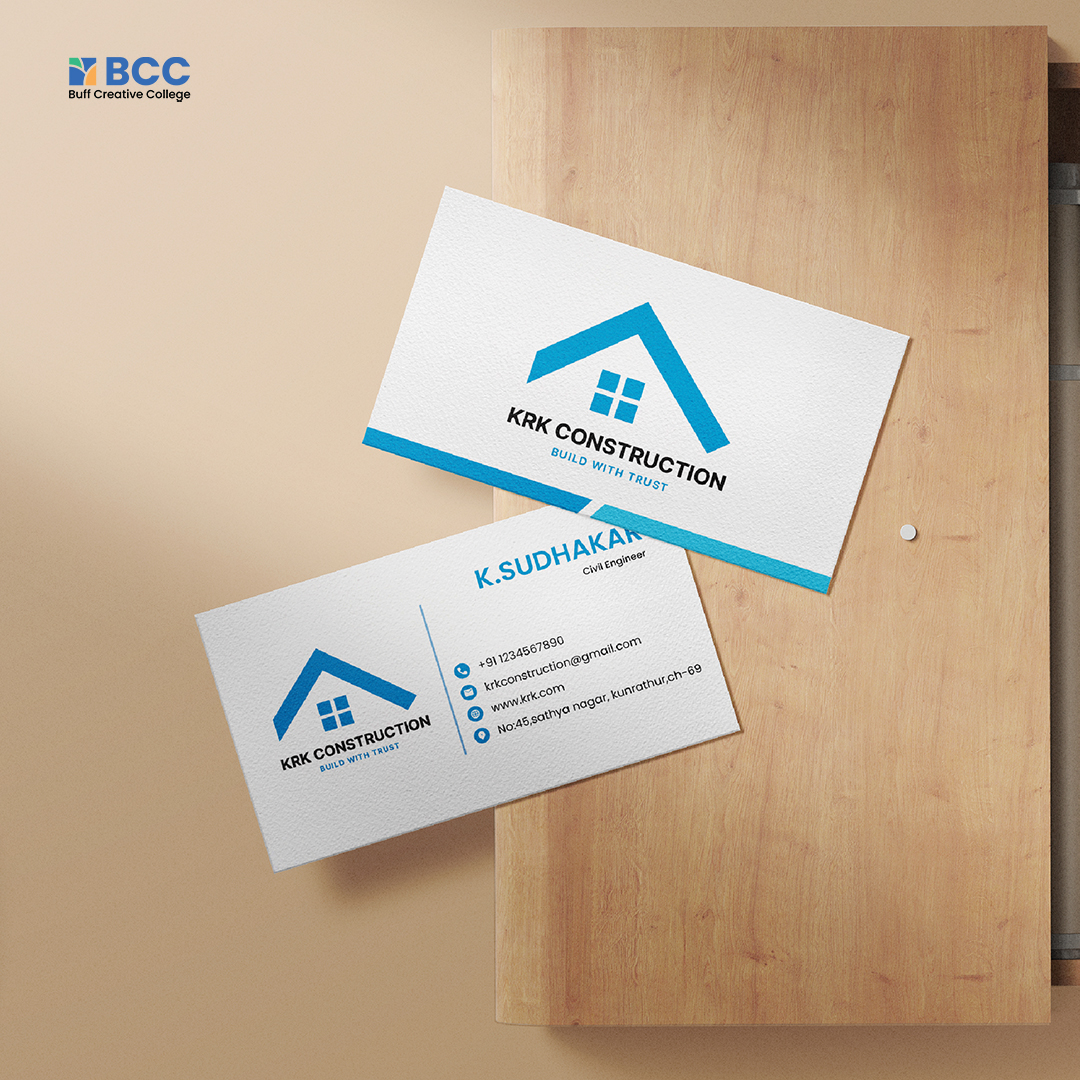 BCC
Buff Creative College
KRK CONSTRUCTION
BUILD WITH TRUST
K.SUDHAKAR
Civil Engineer
+91 1234567890
krkconstruction@gmail.com
www.krk.com
No:45,sathya nagar, kunrathur,ch-69
KRK CONSTRUCTION
BUILD WITH TRUST